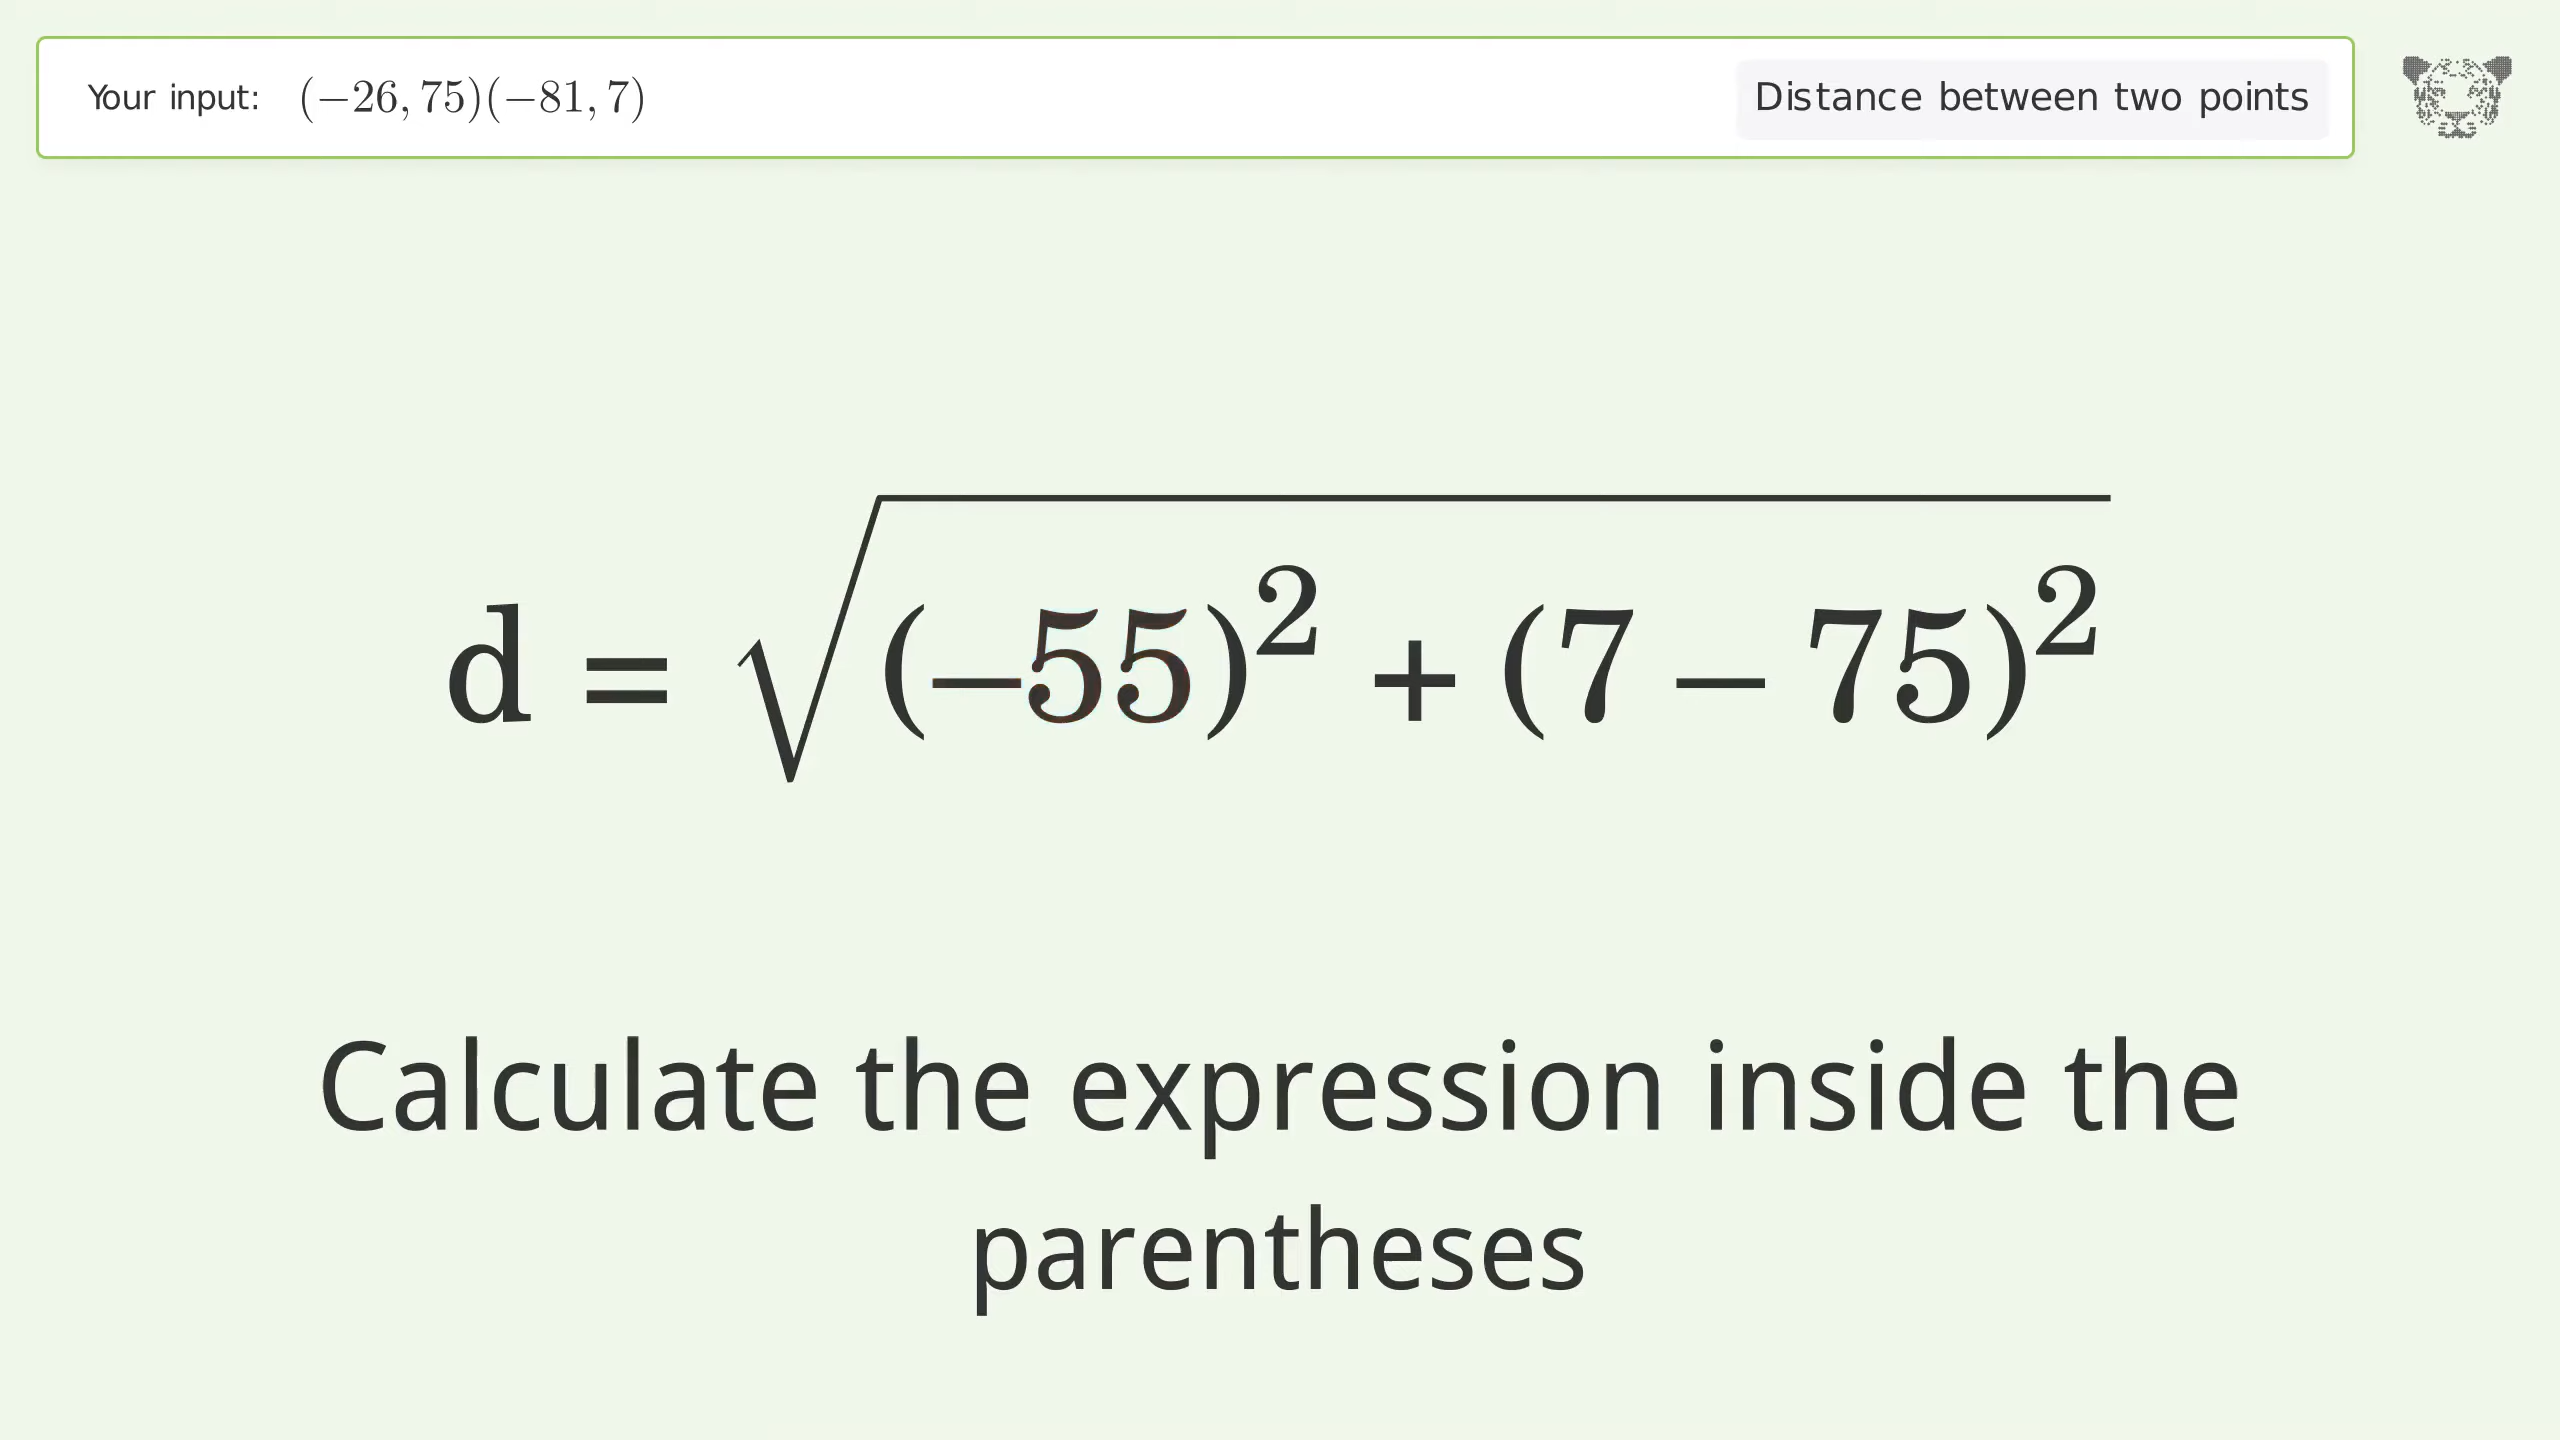 Your input: (−26, 75)(−81, 7)
Distance between two points
d = √((−55)² + (7 − 75)²)
Calculate the expression inside the
parentheses